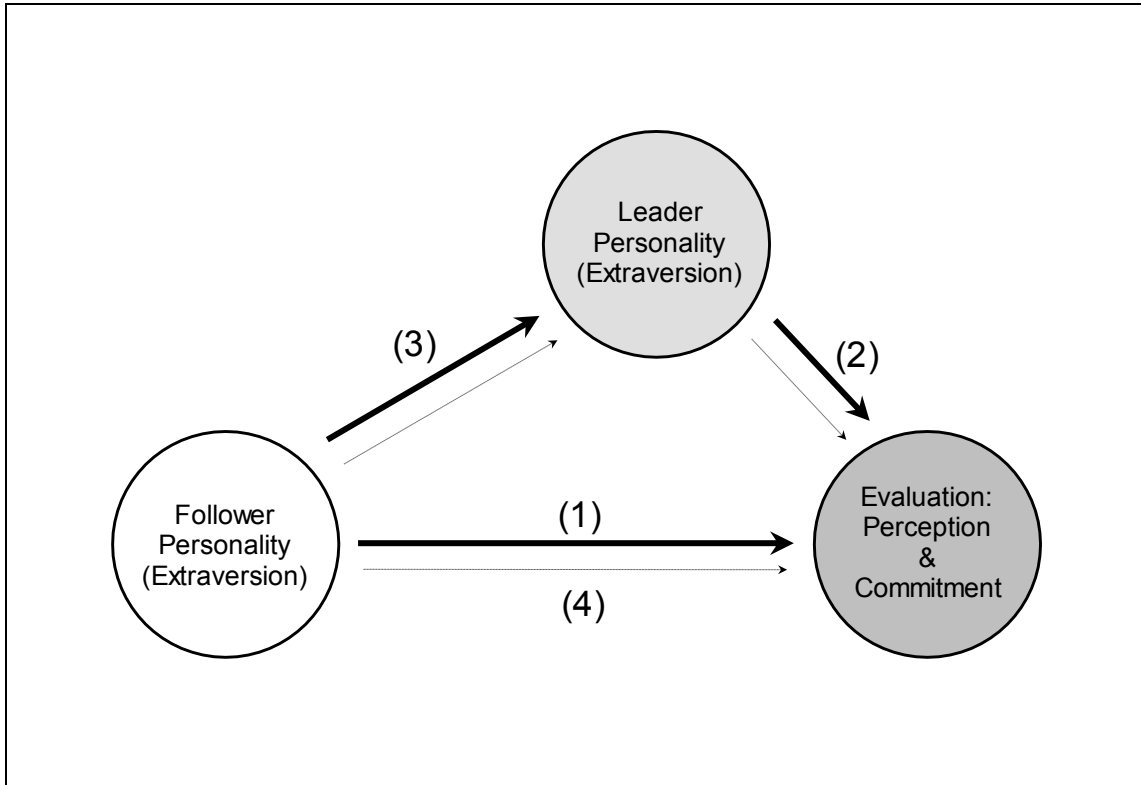 Leader
Personality
(Extraversion)
(3)
(2)
Follower
Personality
(Extraversion)
(1)
(4)
Evaluation:
Perception
&
Commitment